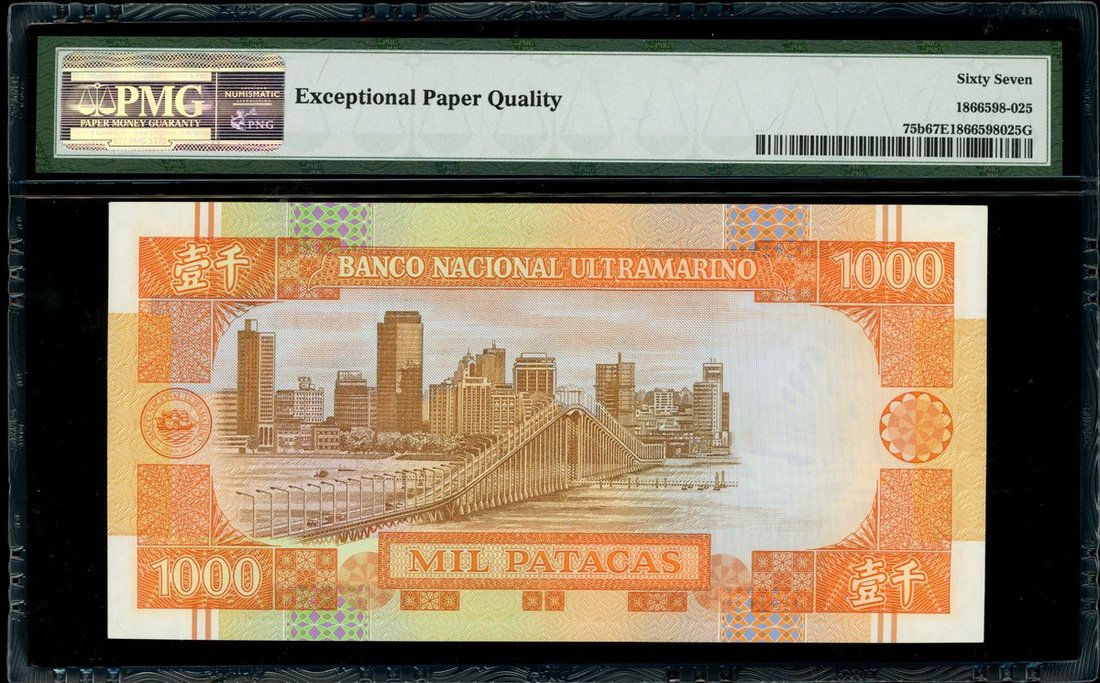 PMG
PAPER MONEY GUARANTY
NUMISMATIC
PNG
Exceptional Paper Quality
Sixty Seven
1866598-025
75b67E1866598025G
壹千
BANCO NACIONAL ULTRAMARINO
1000
1000
MIL PATACAS
壹千